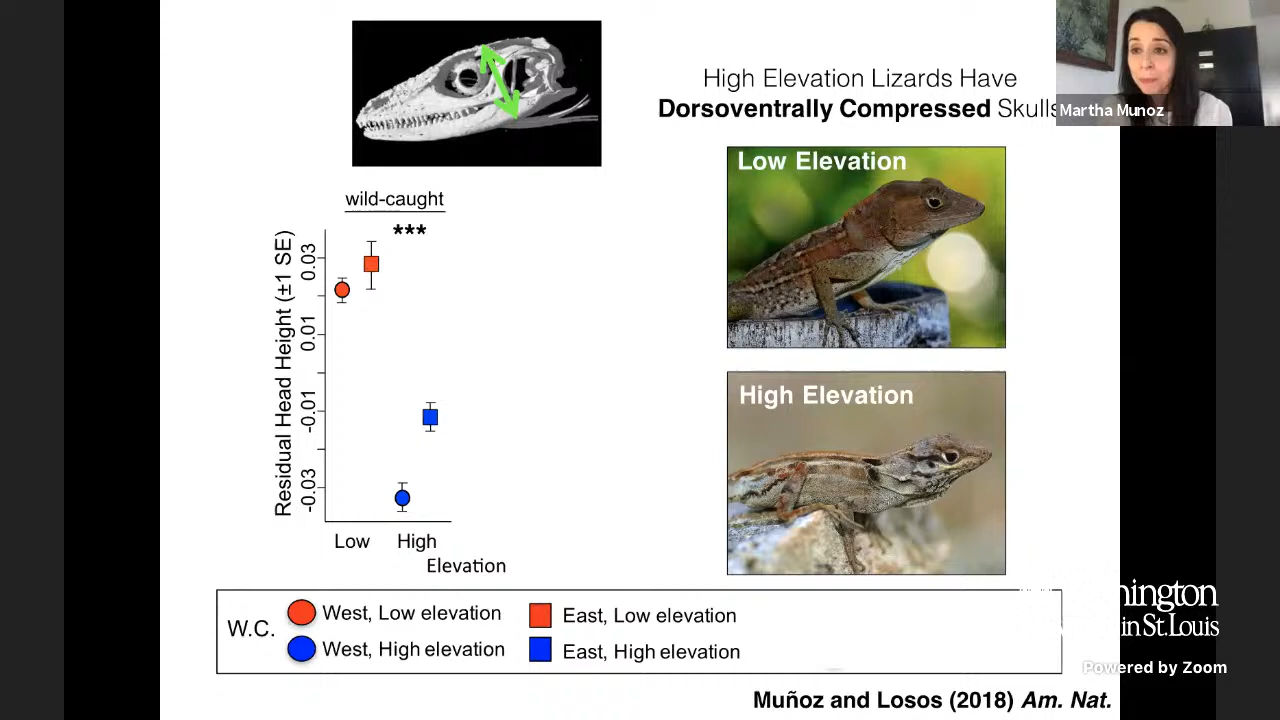 High Elevation Lizards Have
Dorsoventrally Compressed Skulls
Martha Munoz
Low Elevation
wild-caught
***
Residual Head Height (±1 SE)
0.03
0.01
-0.01
-0.03
Low High
Elevation
High Elevation
W.C.
West, Low elevation
East, Low elevation
West, High elevation
East, High elevation
in St. Louis
Powered by Zoom
Muñoz and Losos (2018) Am. Nat.